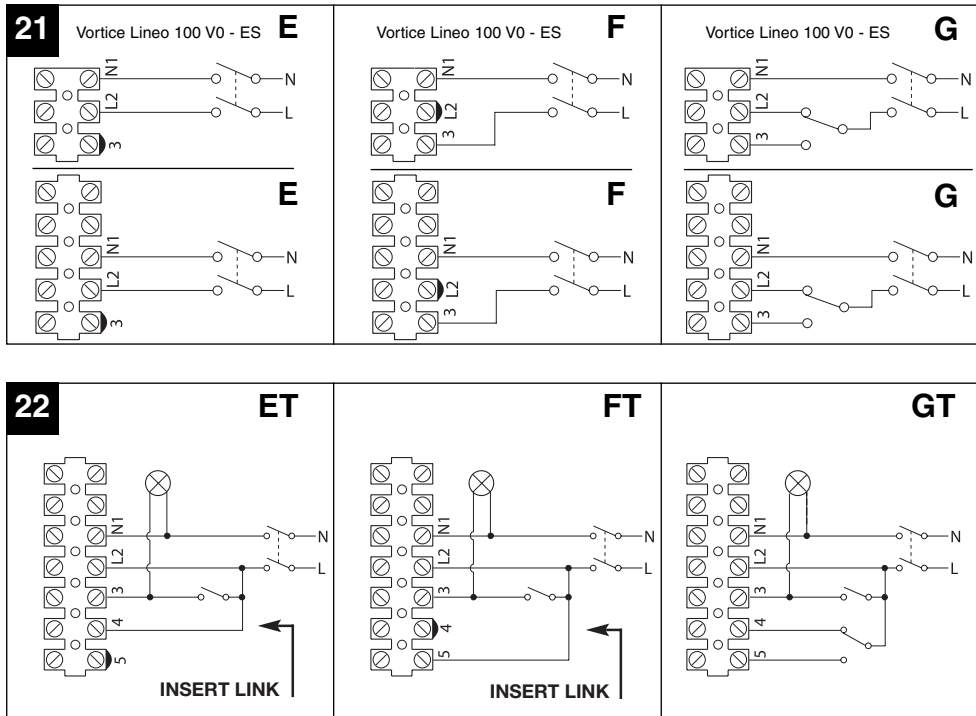 21
Vortice Lineo 100 V0 - ES E
N1
N
L2
L
3
E
N1
N
L2
L
3
Vortice Lineo 100 V0 - ES F
N1
N
L2
L
3
F
N1
N
L2
L
3
Vortice Lineo 100 V0 - ES G
N1
N
L2
L
3
G
N1
N
L2
L
3
22
ET
N1
N
L2
L
3
4
5
INSERT LINK
FT
N1
N
L2
L
3
4
5
INSERT LINK
GT
N1
N
L2
L
3
4
5